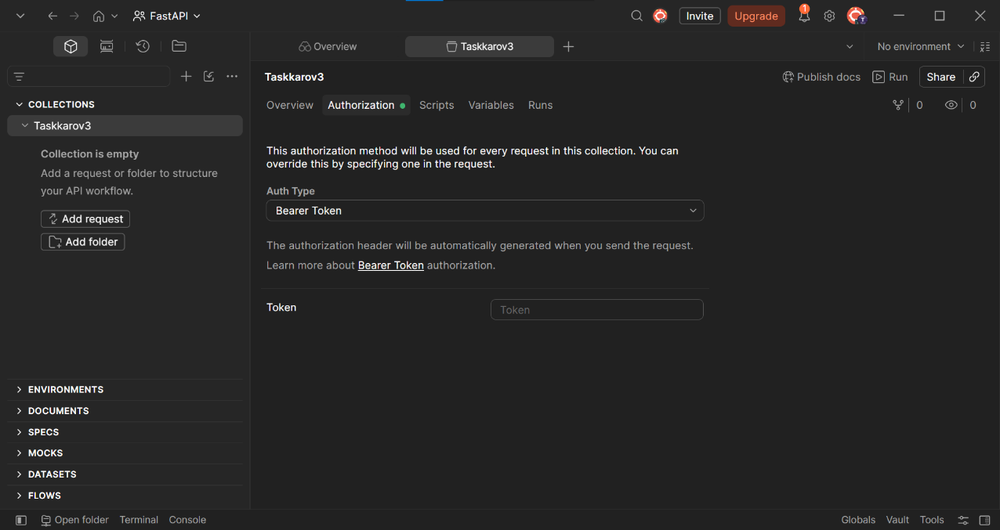 FastAPI
Invite
Upgrade
1
T
Overview
Taskkarov3
No environment
COLLECTIONS
Taskkarov3
Collection is empty
Add a request or folder to structure
your API workflow.
Add request
Add folder
ENVIRONMENTS
DOCUMENTS
SPECS
MOCKS
DATASETS
FLOWS
Taskkarov3
Publish docs
Run
Share
Overview
Authorization
Scripts
Variables
Runs
0
0
This authorization method will be used for every request in this collection. You can
override this by specifying one in the request.
Auth Type
Bearer Token
The authorization header will be automatically generated when you send the request.
Learn more about Bearer Token authorization.
Token
Token
Open folder
Terminal
Console
Globals
Vault
Tools